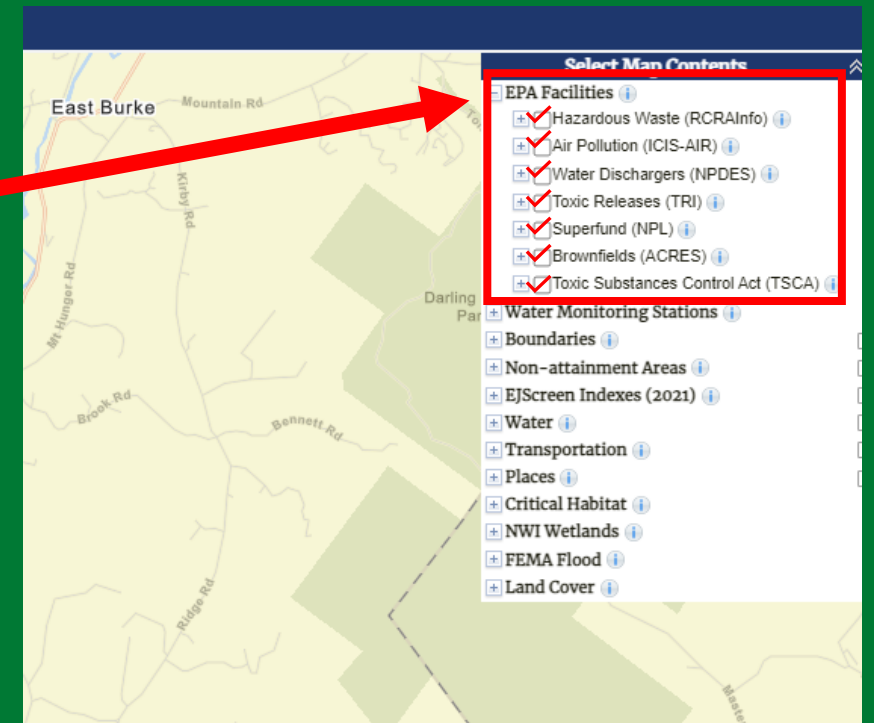 Select Map Contents
EPA Facilities
Hazardous Waste (RCRAInfo)
Air Pollution (ICIS-AIR)
Water Dischargers (NPDES)
Toxic Releases (TRI)
Superfund (NPL)
Brownfields (ACRES)
Toxic Substances Control Act (TSCA)
Water Monitoring Stations
Boundaries
Non-attainment Areas
EJScreen Indexes (2021)
Water
Transportation
Places
Critical Habitat
NWI Wetlands
FEMA Flood
Land Cover
East Burke
Mountain Rd
Kirby Rd
Mt Hunger Rd
Darling
Brook Rd
Bennett Rd
Ridge Rd